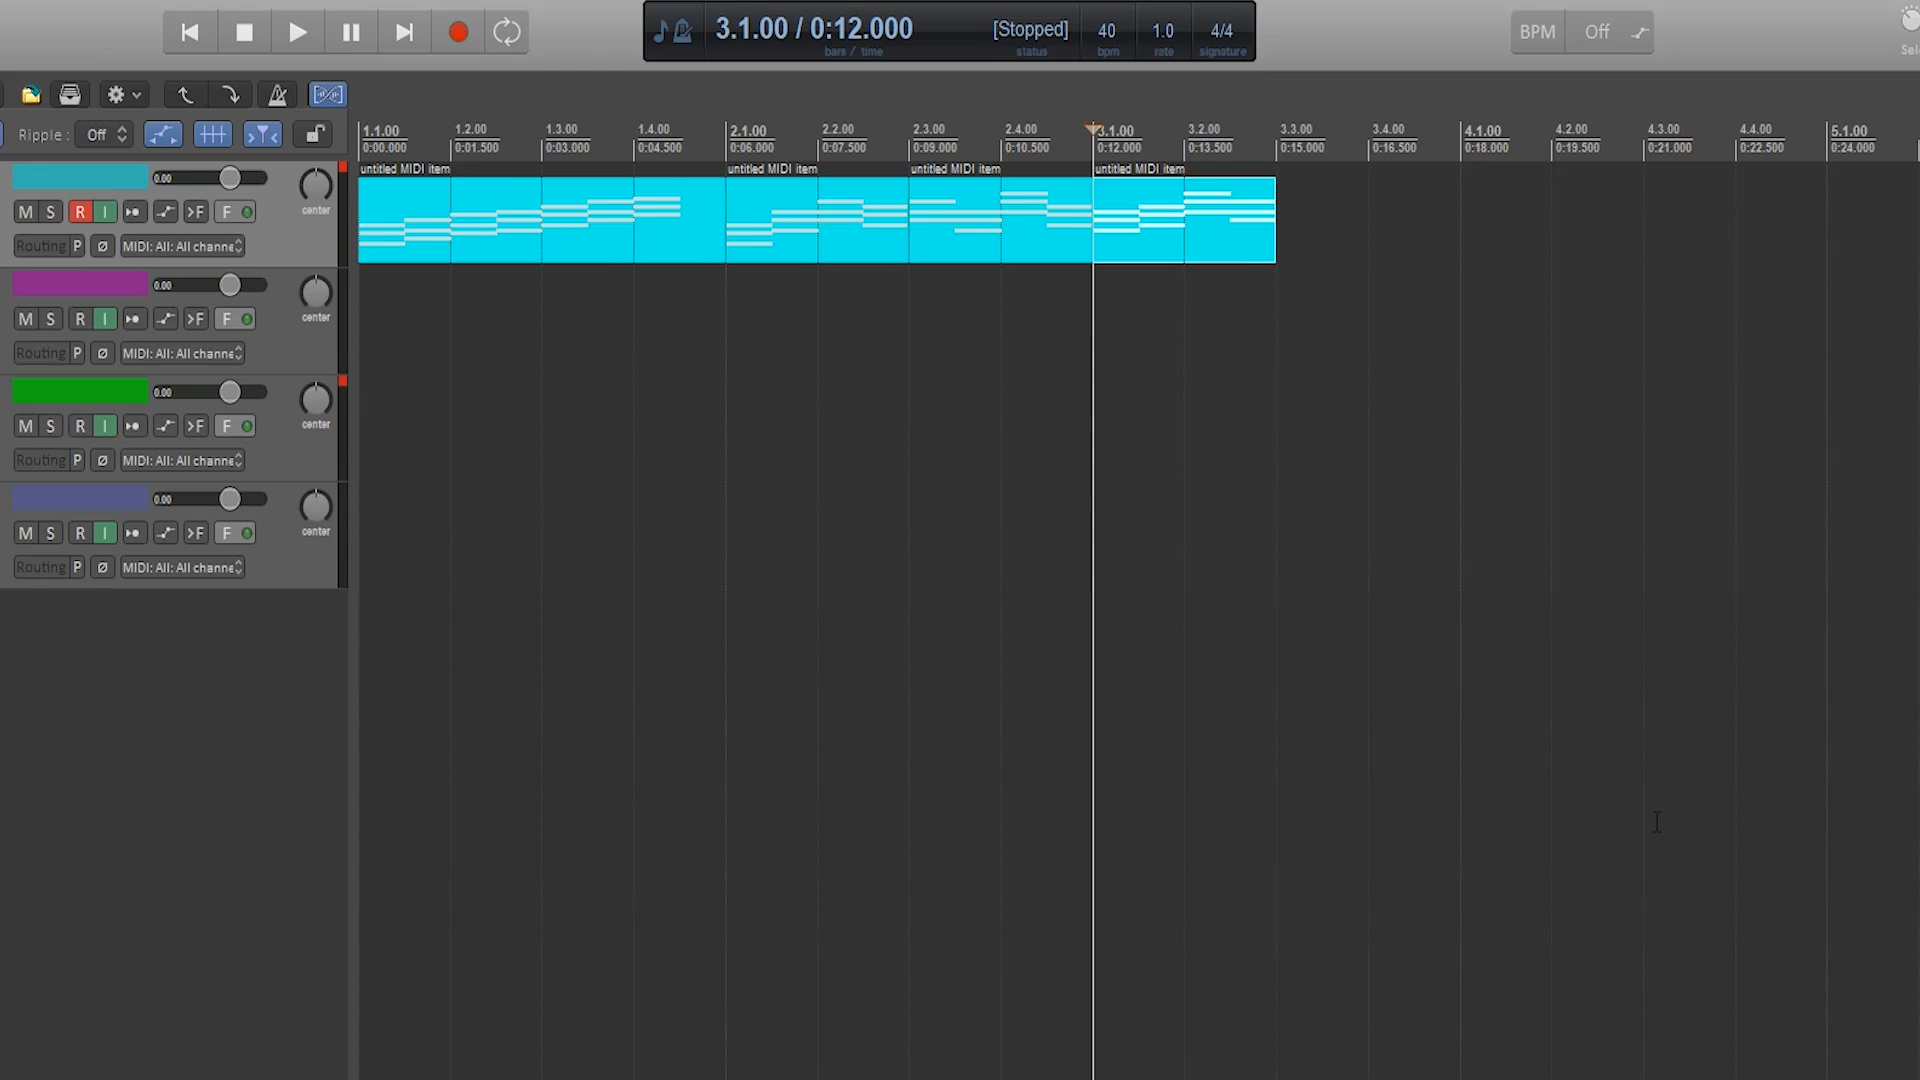 3.1.00 / 0:12.000 [Stopped] 40 1.0 4/4 BPM Off
bars / time status bpm rate signature Sel
Ripple : Off
1.1.00 1.2.00 1.3.00 1.4.00 2.1.00 2.2.00 2.3.00 2.4.00 3.1.00 3.2.00 3.3.00 3.4.00 4.1.00 4.2.00 4.3.00 4.4.00 5.1.00
0:00.000 0:01.500 0:03.000 0:04.500 0:06.000 0:07.500 0:09.000 0:10.500 0:12.000 0:13.500 0:15.000 0:16.500 0:18.000 0:19.500 0:21.000 0:22.500 0:24.000
untitled MIDI item untitled MIDI item untitled MIDI item untitled MIDI item
0.00
center
M S R I >F F
Routing P Ø MIDI: All: All channe
0.00
center
M S R I >F F
Routing P Ø MIDI: All: All channe
0.00
center
M S R I >F F
Routing P Ø MIDI: All: All channe
0.00
center
M S R I >F F
Routing P Ø MIDI: All: All channe